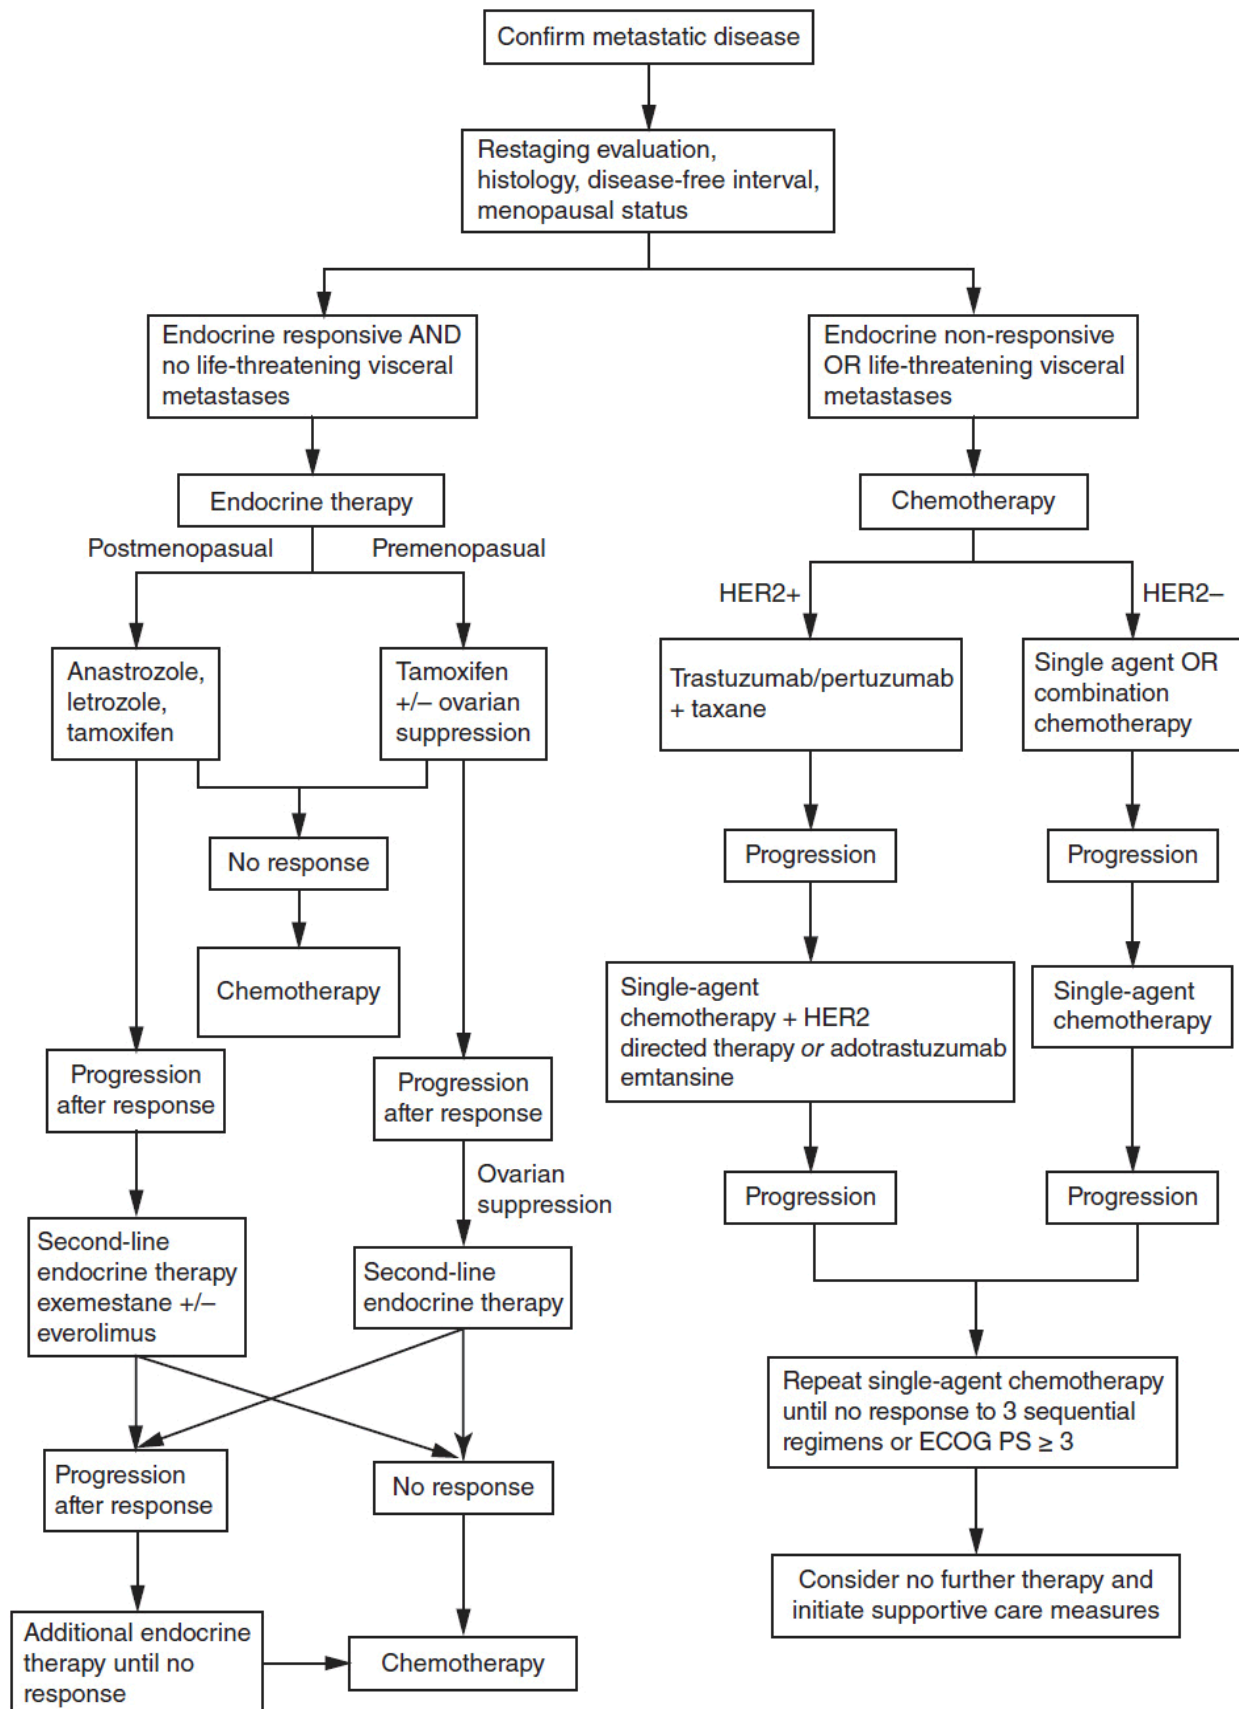 Confirm metastatic disease
Restaging evaluation,
histology, disease-free interval,
menopausal status
Endocrine responsive AND
no life-threatening visceral
metastases
Endocrine non-responsive
OR life-threatening visceral
metastases
Endocrine therapy
Chemotherapy
Postmenopasual
Premenopasual
HER2+
HER2–
Anastrozole,
letrozole,
tamoxifen
Tamoxifen
+/– ovarian
suppression
Trastuzumab/pertuzumab
+ taxane
Single agent OR
combination
chemotherapy
No response
Progression
Progression
Chemotherapy
Single-agent
chemotherapy + HER2
directed therapy or adotrastuzumab
emtansine
Single-agent
chemotherapy
Progression
after response
Progression
after response
Ovarian
suppression
Progression
Progression
Second-line
endocrine therapy
exemestane +/–
everolimus
Second-line
endocrine therapy
Repeat single-agent chemotherapy
until no response to 3 sequential
regimens or ECOG PS ≥ 3
Progression
after response
No response
Consider no further therapy and
initiate supportive care measures
Additional endocrine
therapy until no
response
Chemotherapy